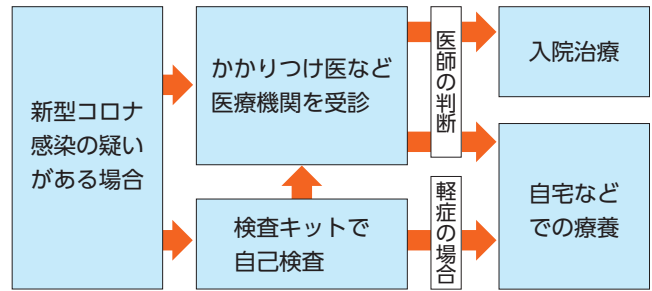 新型コロナ
感染の疑い
がある場合
かかりつけ医など
医療機関を受診
検査キットで
自己検査
医師の判断
軽症の場合
入院治療
自宅など
での療養